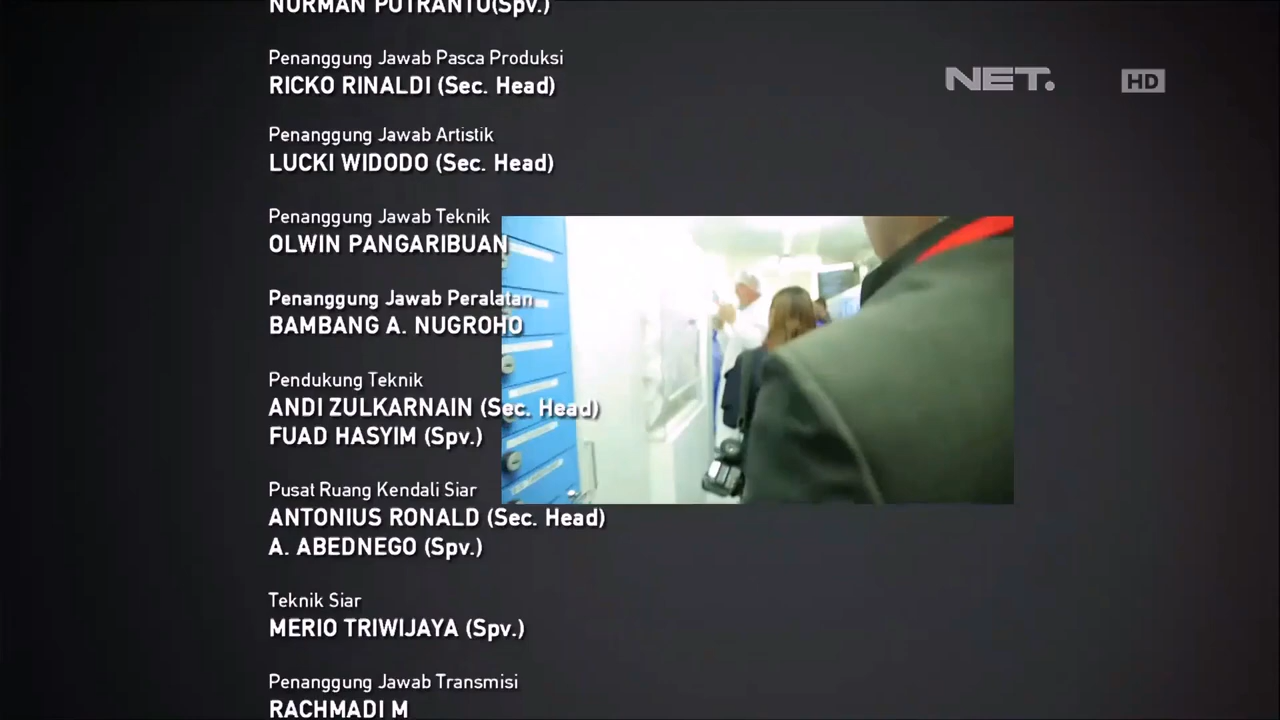 NORMAN PUTRANTO(Spv.)
Penanggung Jawab Pasca Produksi
RICKO RINALDI (Sec. Head)
Penanggung Jawab Artistik
LUCKI WIDODO (Sec. Head)
Penanggung Jawab Teknik
OLWIN PANGARIBUAN
Penanggung Jawab Peralatan
BAMBANG A. NUGROHO
Pendukung Teknik
ANDI ZULKARNAIN (Sec. Head)
FUAD HASYIM (Spv.)
Pusat Ruang Kendali Siar
ANTONIUS RONALD (Sec. Head)
A. ABEDNEGO (Spv.)
Teknik Siar
MERIO TRIWIJAYA (Spv.)
Penanggung Jawab Transmisi
RACHMADI M
NET.
HD